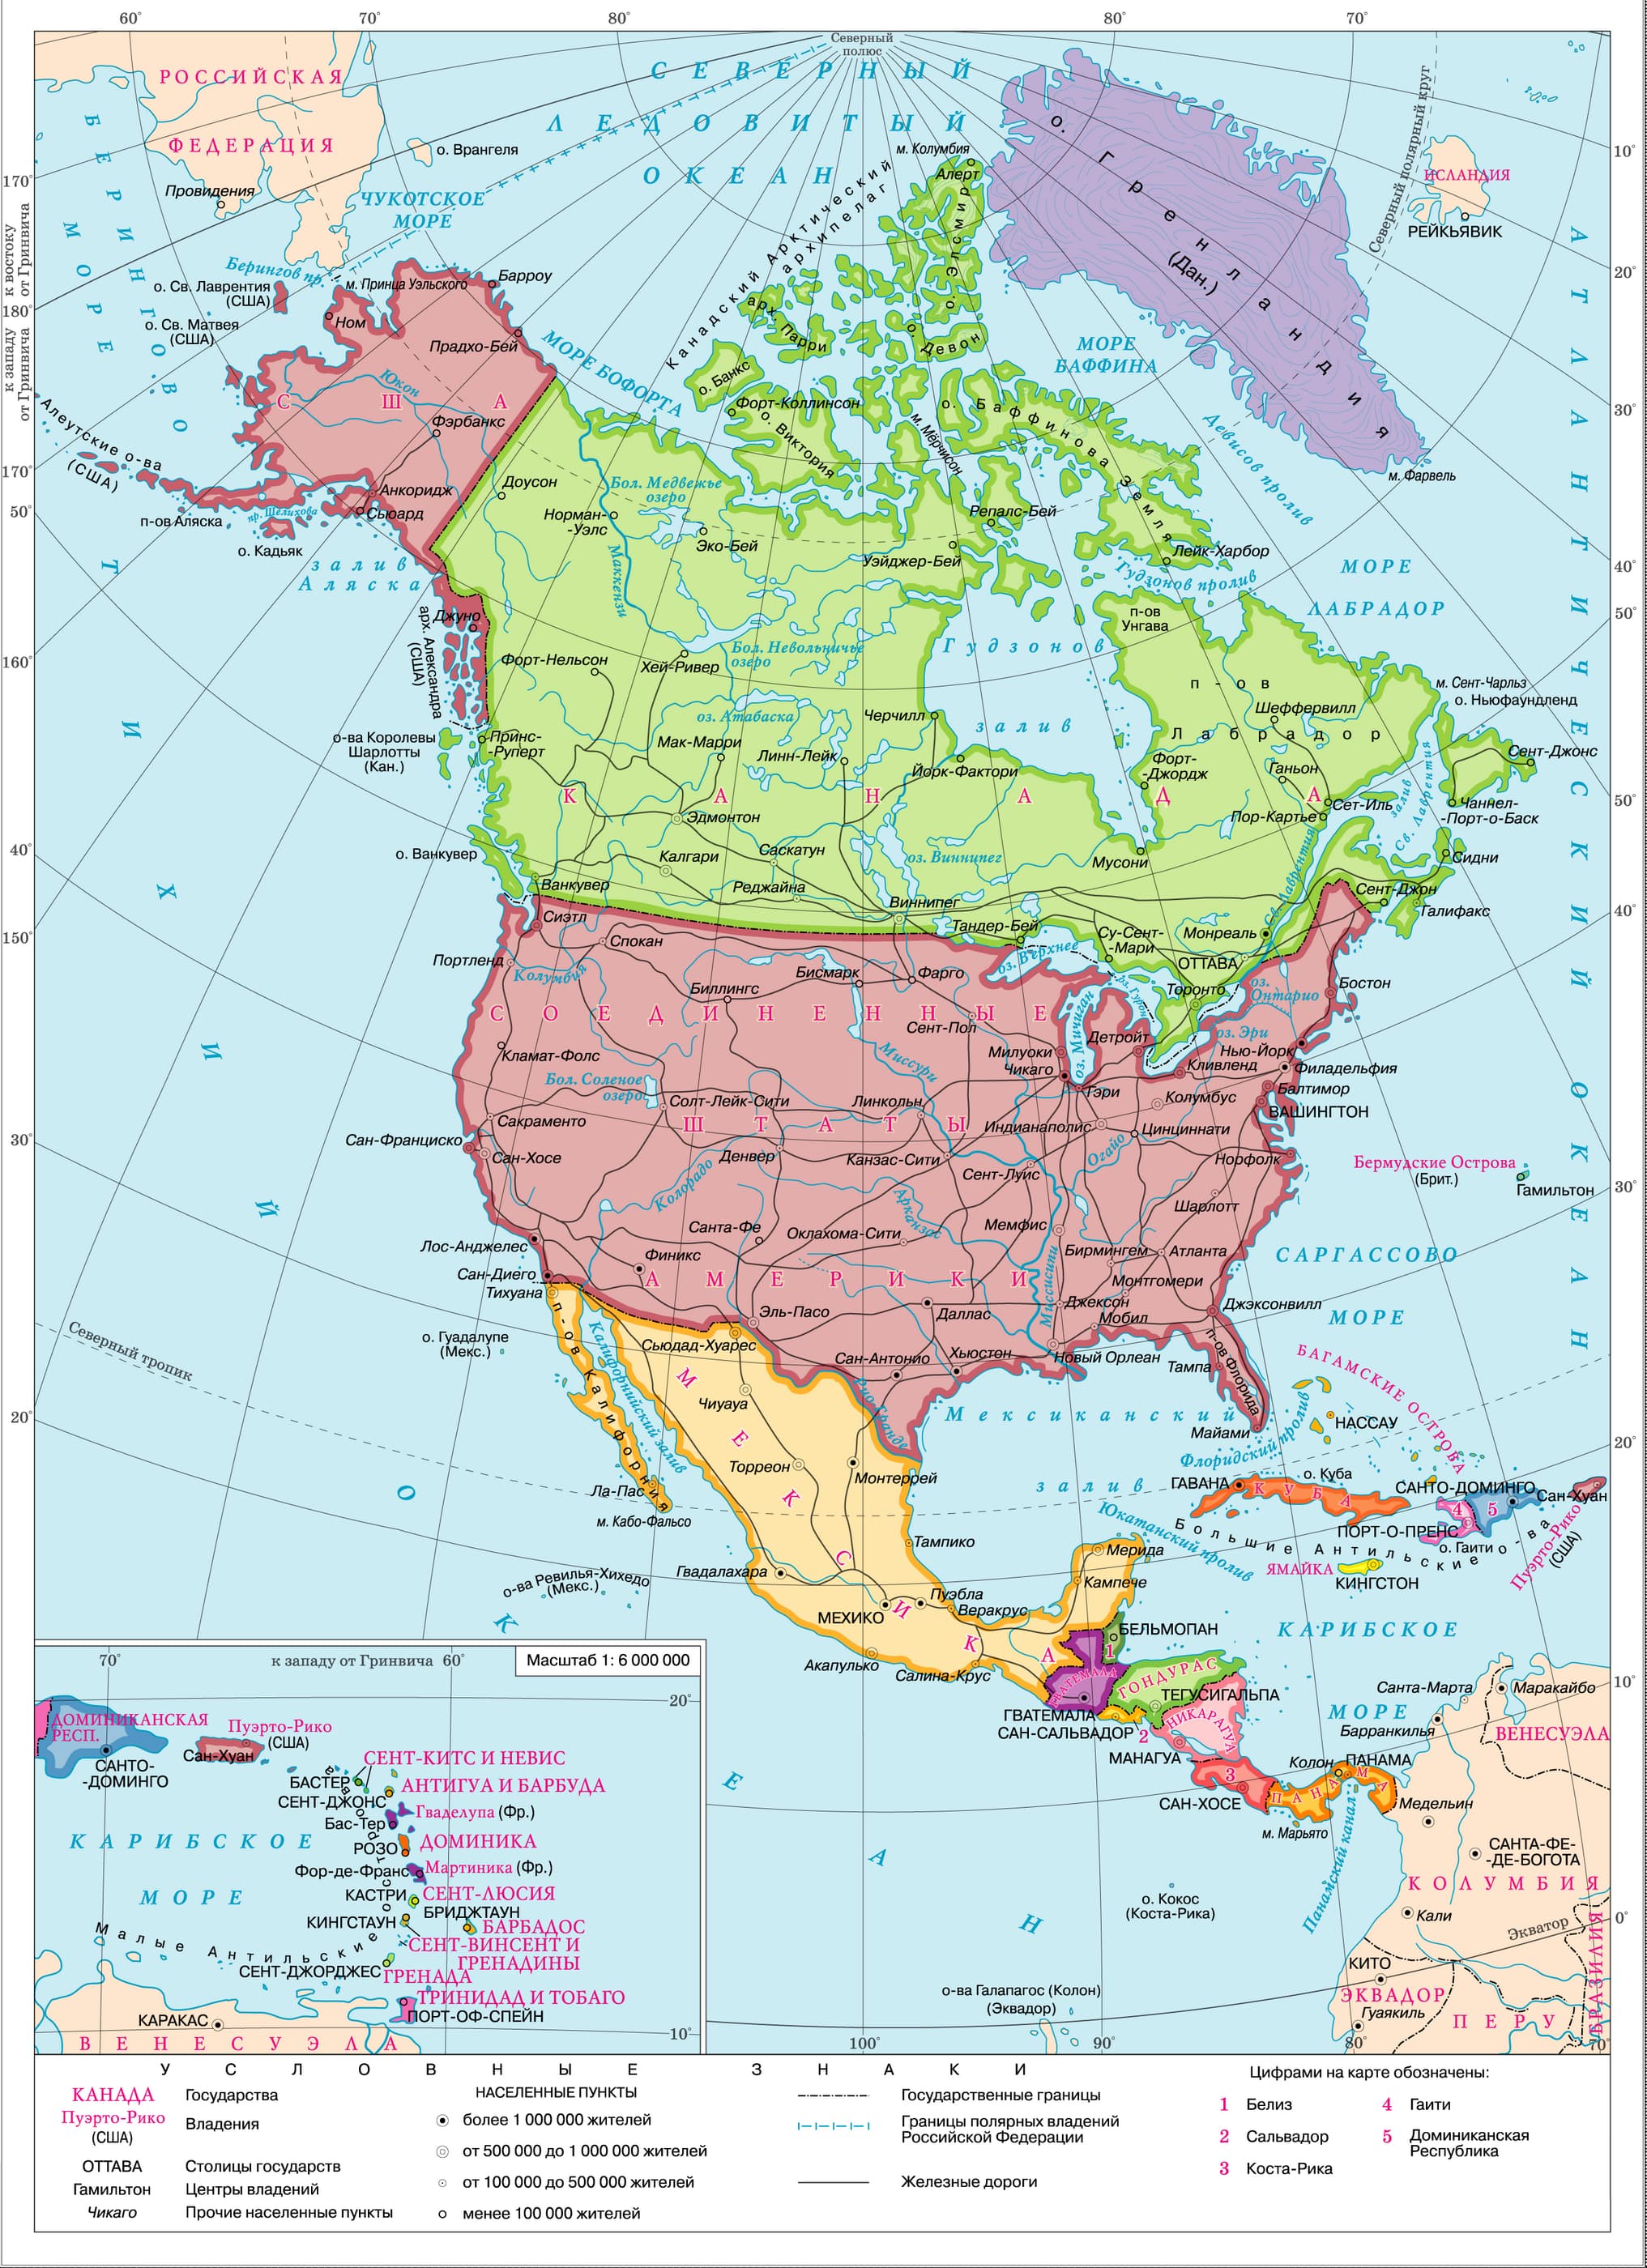 60°
70°
80°
80°
70°
Северный
полюс
СЕВЕРНЫЙ
ЛЕДОВИТЫЙ
ОКЕАН
РОССИЙСКАЯ
ФЕДЕРАЦИЯ
о. Врангеля
Провидения
ЧУКОТСКОЕ
МОРЕ
БЕРИНГОВО
МОРЕ
Берингов пр.
м. Принца Уэльского
Барроу
о. Св. Лаврентия
(США)
о. Св. Матвея
(США)
Ном
Прадхо-Бей
МОРЕ БОФОРТА
Юкон
США
Фэрбанкс
Алеутские о-ва
(США)
Анкоридж
Сьюард
п-ов Аляска
пр. Шелихова
о. Кадьяк
залив
Аляска
Джуно
арх. Александра
(США)
м. Колумбия
Алерт
Канадский Арктический
архипелаг
о. Элсмир
арх. Парри
о. Девон
о. Банкс
Форт-Коллинсон
о. Виктория
м. Мёрчисон
о. Баффинова Земля
МОРЕ
БАФФИНА
о. Гренландия
(Дан.)
Северный полярный круг
ИСЛАНДИЯ
РЕЙКЬЯВИК
м. Фарвель
Девисов пролив
10°
20°
30°
40°
50°
50°
40°
30°
20°
10°
0°
170°
180°
170°
50°
160°
40°
150°
30°
20°
к западу к востоку
от Гринвича от Гринвича
АТЛАНТИЧЕСКИЙ ОКЕАН
ТИХИЙ ОКЕАН
Доусон
Норман-
-Уэлс
Бол. Медвежье
озеро
Эко-Бей
Маккензи
Репалс-Бей
Уэйджер-Бей
Лейк-Харбор
Гудзонов пролив
МОРЕ
ЛАБРАДОР
п-ов
Унгава
Гудзонов
залив
Форт-Нельсон
Хей-Ривер
Бол. Невольничье
озеро
оз. Атабаска
Черчилл
п-ов
Лабрадор
Шеффервилл
м. Сент-Чарльз
о. Ньюфаундленд
о-ва Королевы
Шарлотты
(Кан.)
Принс-
-Руперт
Мак-Марри
Линн-Лейк
Йорк-Фактори
Форт-
-Джордж
Ганьон
Сент-Джонс
КАНАДА
Сет-Иль
Пор-Картье
залив
Св. Лаврентия
Чаннел-
-Порт-о-Баск
Эдмонтон
Саскатун
Калгари
Реджайна
оз. Виннипег
Мусони
Сидни
о. Ванкувер
Ванкувер
Виннипег
Тандер-Бей
Св. Лаврентия
Сент-Джон
Галифакс
Сиэтл
Спокан
Су-Сент-
-Мари
Монреаль
ОТТАВА
Портленд
Колумбия
Биллингс
Бисмарк
Фарго
оз. Верхнее
оз. Гурон
Торонто
оз.
Онтарио
Бостон
СОЕДИНЕННЫЕ
Сент-Пол
оз. Мичиган
Детройт
оз. Эри
Милуоки
Чикаго
Нью-Йорк
Кламат-Фолс
Миссури
Кливленд
Филадельфия
Бол. Соленое
озеро
Гэри
Балтимор
Солт-Лейк-Сити
Линкольн
Колумбус
ВАШИНГТОН
Сакраменто
ШТАТЫ
Индианаполис
Цинциннати
Сан-Франциско
Сан-Хосе
Денвер
Канзас-Сити
Огайо
Норфолк
Сент-Луис
Колорадо
Бермудские Острова
(Брит.)
Гамильтон
Шарлотт
Санта-Фе
Оклахома-Сити
Арканзас
Мемфис
Лос-Анджелес
Финикс
Бирмингем
Атланта
САРГАССОВО
МОРЕ
Сан-Диего
Тихуана
АМЕРИКИ
Миссисипи
Монтгомери
Эль-Пасо
Даллас
Джексон
Мобил
Джэксонвилл
Северный тропик
о. Гуадалупе
(Мекс.)
п-ов Калифорния
Калифорнийский залив
Сьюдад-Хуарес
Сан-Антонио
Хьюстон
Новый Орлеан
Тампа
п-ов Флорида
БАГАМСКИЕ ОСТРОВА
Чиуауа
Рио-Гранде
Мексиканский
залив
Майами
Флоридский пролив
НАССАУ
МЕКСИКА
Торреон
Монтеррей
Ла-Пас
м. Кабо-Фальсо
ГАВАНА
КУБА
о. Куба
САНТО-ДОМИНГО
Сан-Хуан
4
5
ПОРТ-О-ПРЕНС
о. Гаити
Пуэрто-Рико
(США)
Большие Антильские о-ва
Юкатанский пролив
ЯМАЙКА
КИНГСТОН
Тампико
Мерида
о-ва Ревилья-Хихедо
(Мекс.)
Гвадалахара
Кампече
Пуэбла
МЕХИКО
Веракрус
КАРИБСКОЕ
МОРЕ
БЕЛЬМОПАН
1
Акапулько
Салина-Крус
ГВАТЕМАЛА
ГОНДУРАС
ТЕГУСИГАЛЬПА
ГВАТЕМАЛА
САН-САЛЬВАДОР
2
НИКАРАГУА
МАНАГУА
Санта-Марта
Маракайбо
Барранкилья
ВЕНЕСУЭЛА
Колон
ПАНАМА
3
САН-ХОСЕ
ПАНАМА
м. Марьято
Панамский канал
Медельин
САНТА-ФЕ-
-ДЕ-БОГОТА
КОЛУМБИЯ
о. Кокос
(Коста-Рика)
Кали
Экватор
КИТО
о-ва Галапагос (Колон)
(Эквадор)
ЭКВАДОР
Гуаякиль
ПЕРУ
БРАЗИЛИЯ
100°
90°
80°
70°
70°
к западу от Гринвича
60°
Масштаб 1: 6 000 000
20°
ДОМИНИКАНСКАЯ
РЕСП.
Пуэрто-Рико
(США)
Сан-Хуан
САНТО-
-ДОМИНГО
СЕНТ-КИТС И НЕВИС
БАСТЕР
АНТИГУА И БАРБУДА
СЕНТ-ДЖОНС
Гваделупа (Фр.)
Бас-Тер
КАРИБСКОЕ
МОРЕ
ДОМИНИКА
РОЗО
Мартиника (Фр.)
Фор-де-Франс
КАСТРИ
СЕНТ-ЛЮСИЯ
БРИДЖТАУН
КИНГСТАУН
БАРБАДОС
СЕНТ-ВИНСЕНТ И
ГРЕНАДИНЫ
Малые Антильские
СЕНТ-ДЖОРДЖЕС
ГРЕНАДА
ТРИНИДАД И ТОБАГО
ПОРТ-ОФ-СПЕЙН
КАРАКАС
ВЕНЕСУЭЛА
10°
УСЛОВНЫЕ ЗНАКИ
КАНАДА Государства
Пуэрто-Рико
(США)
Владения
ОТТАВА Столицы государств
Гамильтон Центры владений
Чикаго Прочие населенные пункты
НАСЕЛЕННЫЕ ПУНКТЫ
более 1 000 000 жителей
от 500 000 до 1 000 000 жителей
от 100 000 до 500 000 жителей
менее 100 000 жителей
Государственные границы
Границы полярных владений
Российской Федерации
Железные дороги
Цифрами на карте обозначены:
1 Белиз
2 Сальвадор
3 Коста-Рика
4 Гаити
5 Доминиканская
Республика